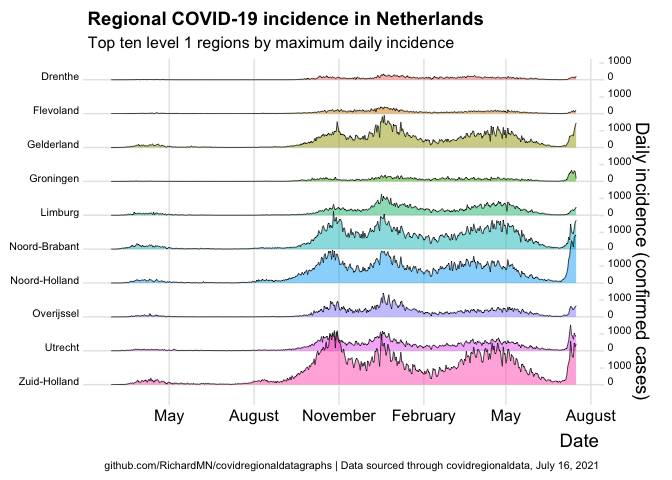 Regional COVID-19 incidence in Netherlands
Top ten level 1 regions by maximum daily incidence
Drenthe
1000
0
Flevoland
1000
0
Gelderland
1000
0
Groningen
1000
0
Limburg
1000
0
Noord-Brabant
1000
0
Noord-Holland
1000
0
Overijssel
1000
0
Utrecht
1000
0
Zuid-Holland
1000
0
Daily incidence (confirmed cases)
May August November February May August
Date
github.com/RichardMN/covidregionaldatagraphs | Data sourced through covidregionaldata, July 16, 2021